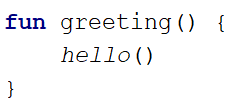 fun greeting() {
    hello()
}